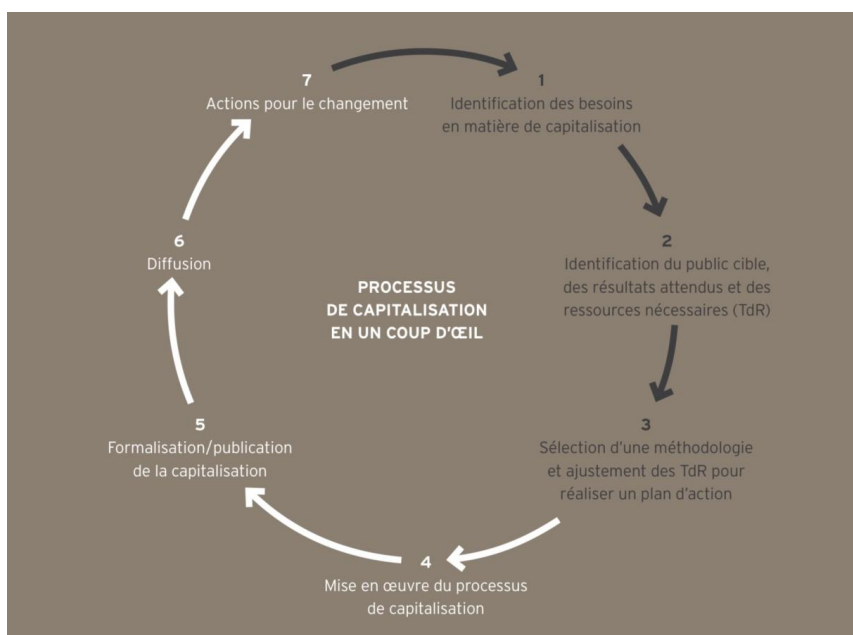 PROCESSUS
DE CAPITALISATION
EN UN COUP D'ŒIL
1
Identification des besoins
en matière de capitalisation
2
Identification du public cible,
des résultats attendus et des
ressources nécessaires (TdR)
3
Sélection d'une méthodologie
et ajustement des TdR pour
réaliser un plan d'action
4
Mise en œuvre du processus
de capitalisation
5
Formalisation/publication
de la capitalisation
6
Diffusion
7
Actions pour le changement